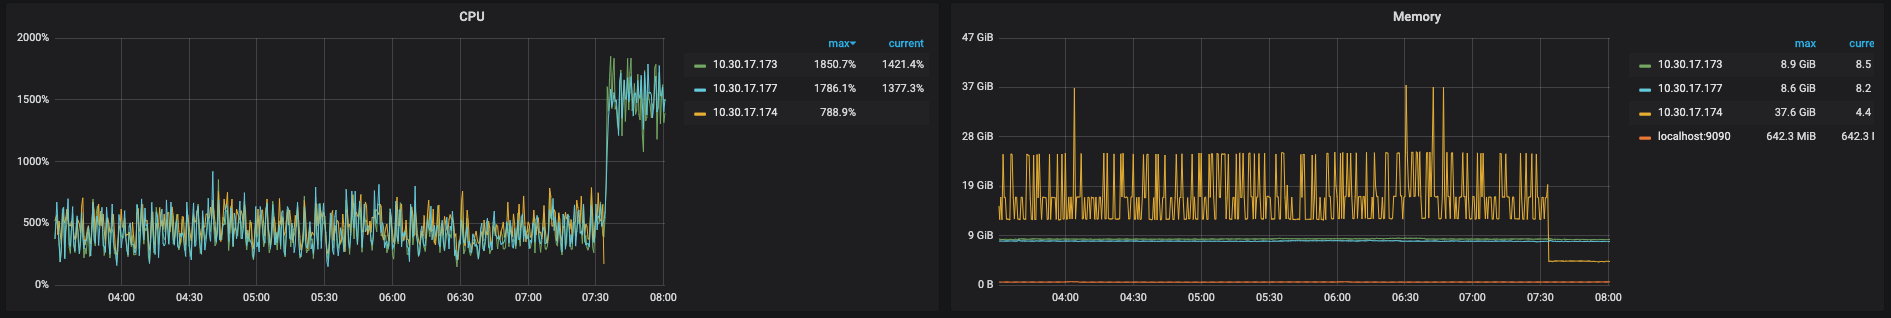 CPU
2000%
1500%
1000%
500%
0%
04:00 04:30 05:00 05:30 06:00 06:30 07:00 07:30 08:00
max current
10.30.17.173 1850.7% 1421.4%
10.30.17.177 1786.1% 1377.3%
10.30.17.174 788.9%
Memory
47 GiB
37 GiB
28 GiB
19 GiB
9 GiB
0 B
04:00 04:30 05:00 05:30 06:00 06:30 07:00 07:30 08:00
max curre
10.30.17.173 8.9 GiB 8.5
10.30.17.177 8.6 GiB 8.2
10.30.17.174 37.6 GiB 4.4
localhost:9090 642.3 MiB 642.3